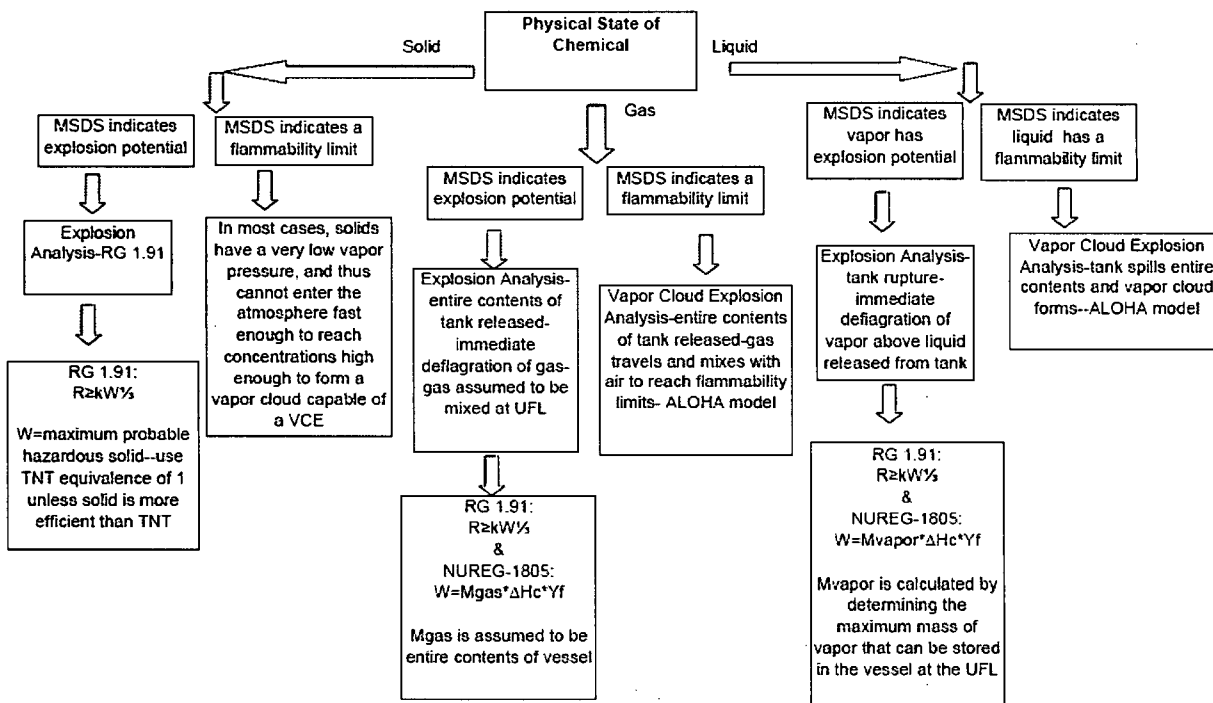 Physical State of
Chemical
Solid
Liquid
Gas
MSDS indicates
explosion potential
MSDS indicates a
flammability limit
Explosion
Analysis-RG 1.91
In most cases, solids
have a very low vapor
pressure, and thus
cannot enter the
atmosphere fast
enough to reach
concentrations high
enough to form a
vapor cloud capable of
a VCE
RG 1.91:
R≥kW⅓
W=maximum probable
hazardous solid--use
TNT equivalence of 1
unless solid is more
efficient than TNT
MSDS indicates
explosion potential
MSDS indicates a
flammability limit
Explosion Analysis-
entire contents of
tank released-
immediate
deflagration of gas-
gas assumed to be
mixed at UFL
Vapor Cloud Explosion
Analysis-entire contents
of tank released-gas
travels and mixes with
air to reach flammability
limits- ALOHA model
RG 1.91:
R≥kW⅓
&
NUREG-1805:
W=Mgas*ΔHc*Yf
Mgas is assumed to be
entire contents of vessel
MSDS indicates
vapor has
explosion potential
MSDS indicates
liquid has a
flammability limit
Explosion Analysis-
tank rupture-
immediate
deflagration of
vapor above liquid
released from tank
Vapor Cloud Explosion
Analysis-tank spills entire
contents and vapor cloud
forms--ALOHA model
RG 1.91:
R≥kW⅓
&
NUREG-1805:
W=Mvapor*ΔHc*Yf
Mvapor is calculated by
determining the
maximum mass of
vapor that can be stored
in the vessel at the UFL